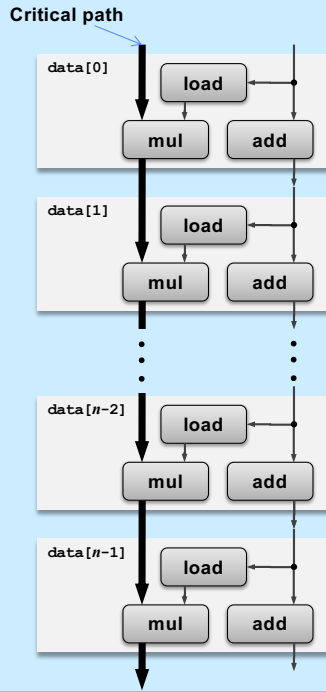 Critical path
data[0]
load
mul add
data[1]
load
mul add
data[n-2]
load
mul add
data[n-1]
load
mul add